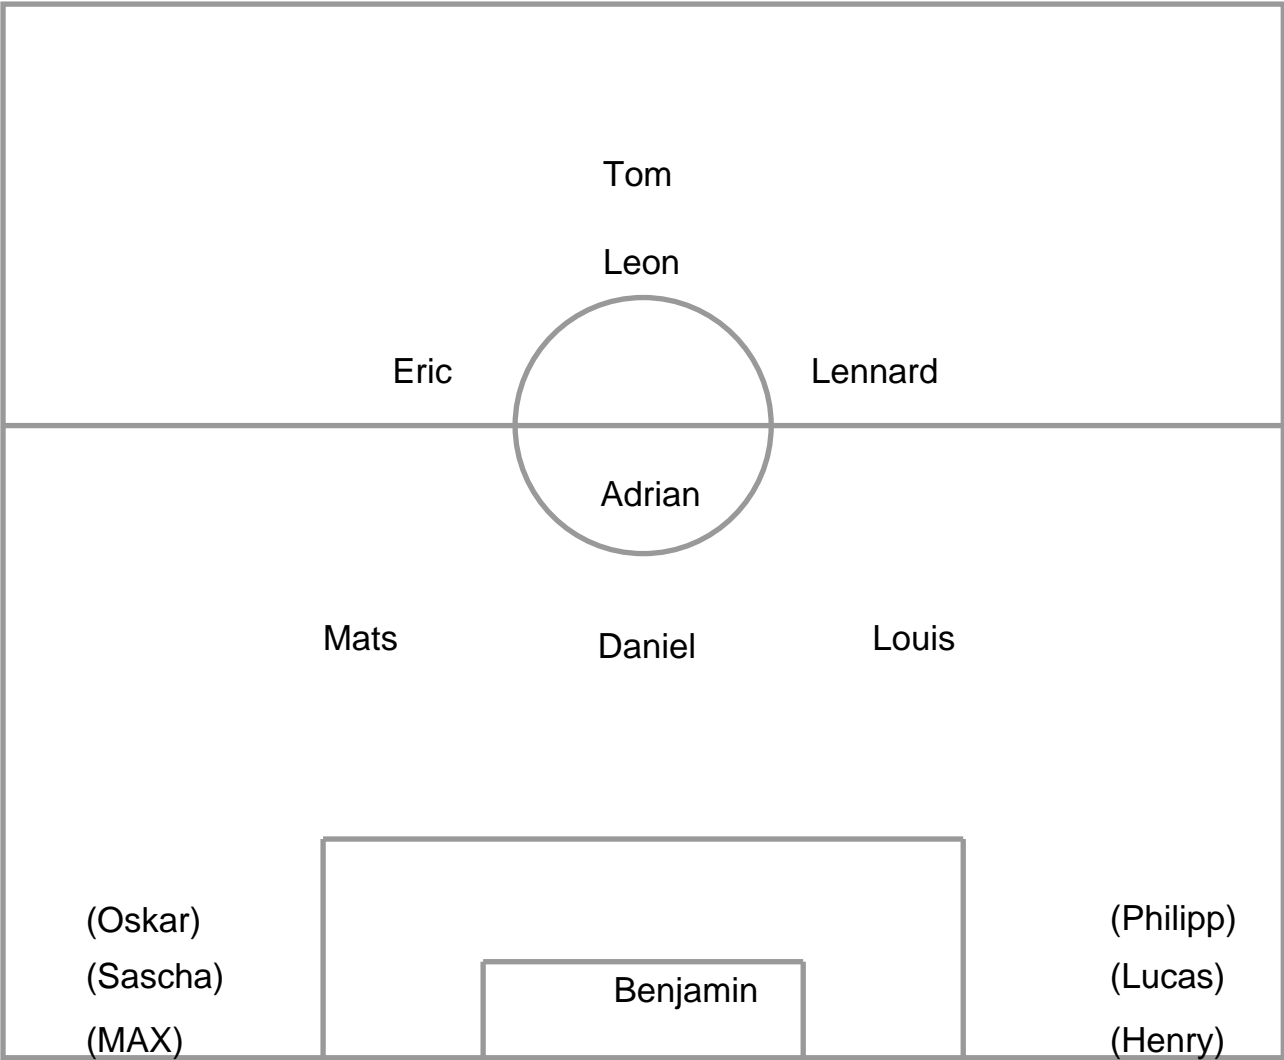 Tom
Leon
Eric Lennard
Adrian
Mats Daniel Louis
(Oskar) (Philipp)
(Sascha) (Lucas)
Benjamin
(MAX) (Henry)